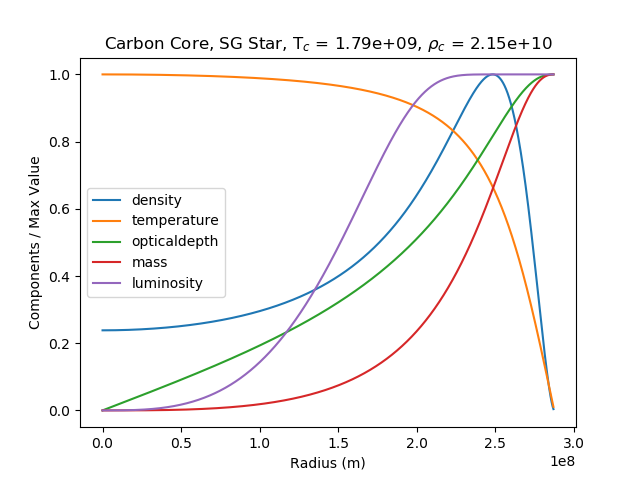 Carbon Core, SG Star, T_c = 1.79e+09, ρ_c = 2.15e+10
1.0
0.8
0.6
0.4
0.2
0.0
Components / Max Value
density
temperature
opticaldepth
mass
luminosity
0.0 0.5 1.0 1.5 2.0 2.5 3.0
1e8
Radius (m)